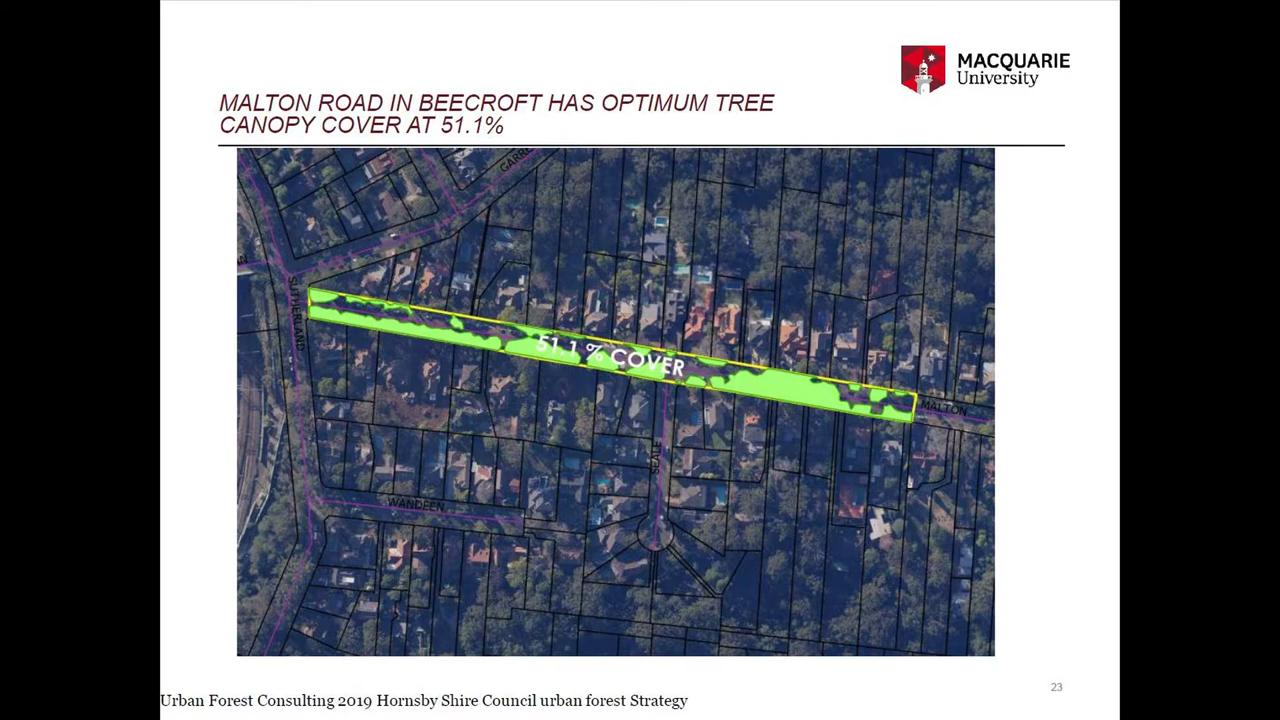 MACQUARIE
University
MALTON ROAD IN BEECROFT HAS OPTIMUM TREE
CANOPY COVER AT 51.1%
SUTHERLAND
51.1 % COVER
MALTON
WANDEEN
23
Urban Forest Consulting 2019 Hornsby Shire Council urban forest Strategy